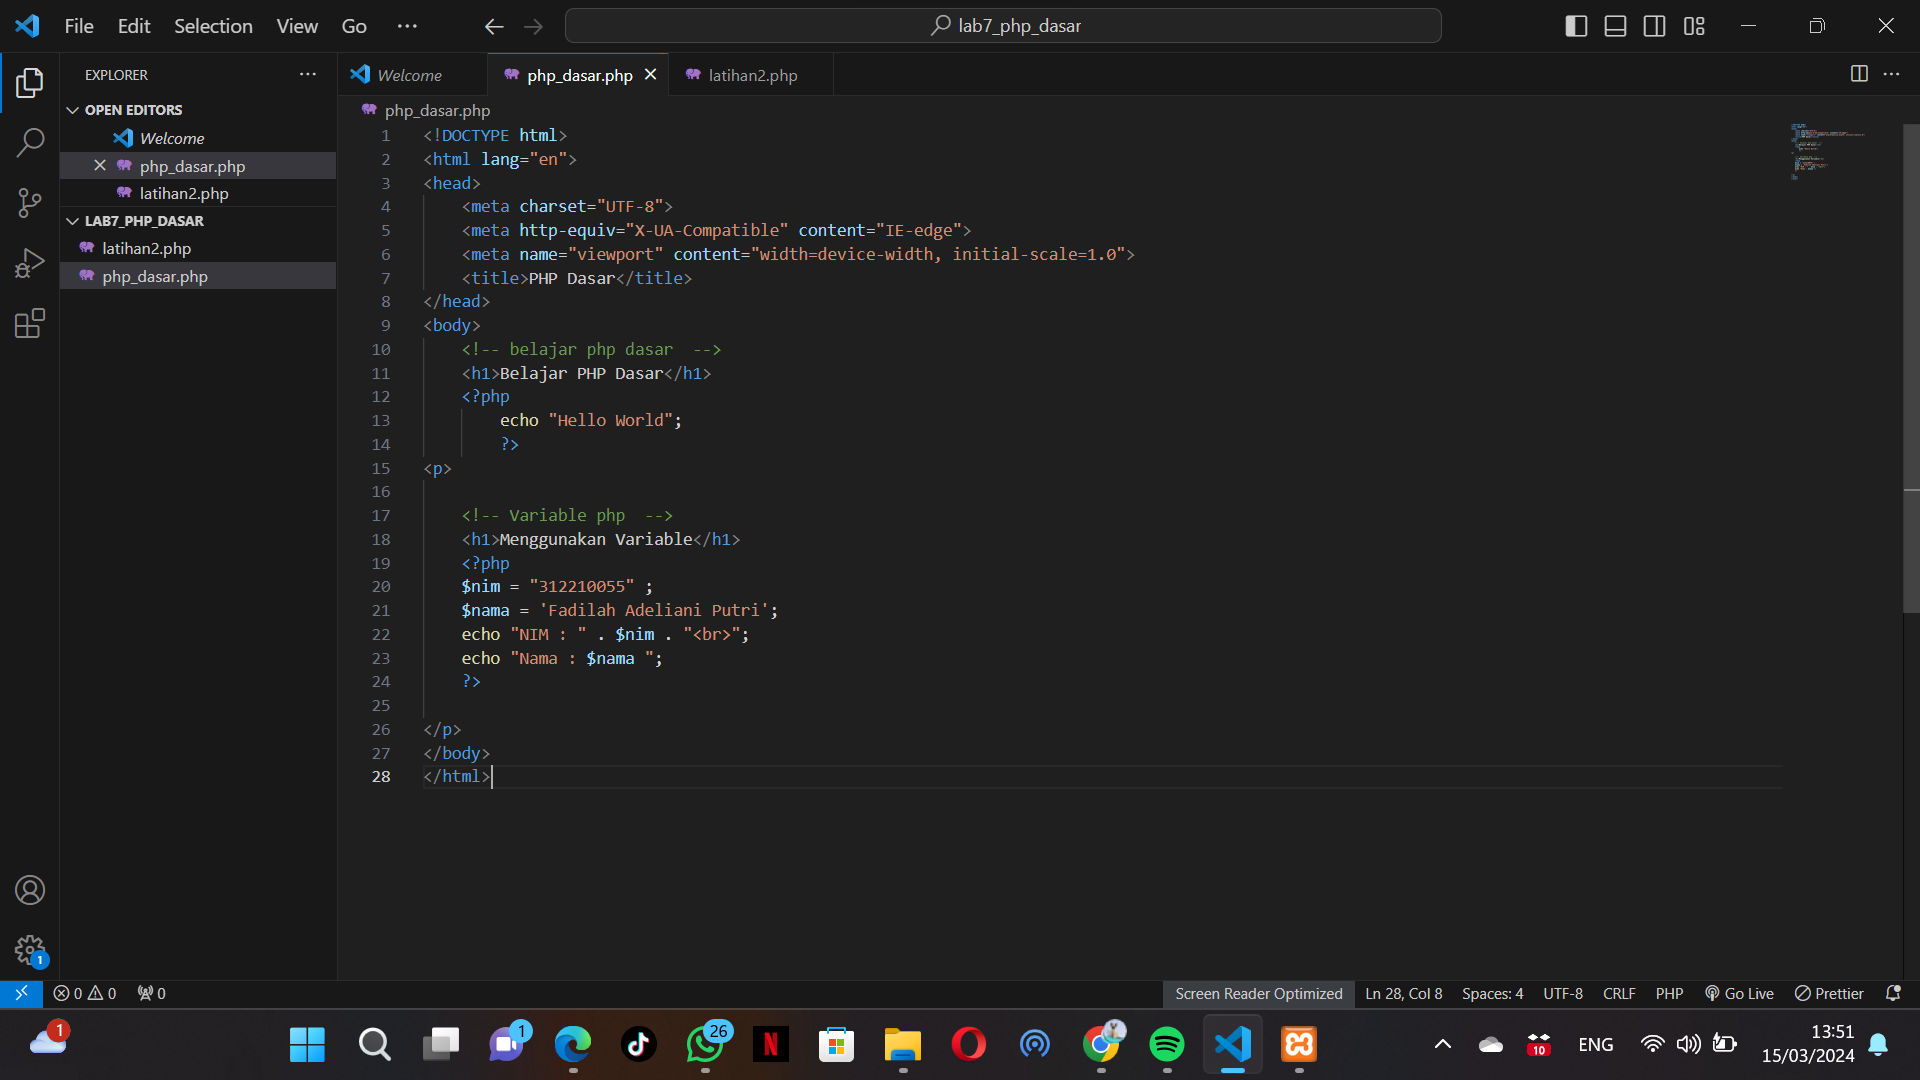 File Edit Selection View Go ···
lab7_php_dasar
EXPLORER ···
OPEN EDITORS
Welcome
php_dasar.php
latihan2.php
LAB7_PHP_DASAR
latihan2.php
php_dasar.php
Welcome php_dasar.php latihan2.php
php_dasar.php
1 <!DOCTYPE html>
2 <html lang="en">
3 <head>
4     <meta charset="UTF-8">
5     <meta http-equiv="X-UA-Compatible" content="IE-edge">
6     <meta name="viewport" content="width=device-width, initial-scale=1.0">
7     <title>PHP Dasar</title>
8 </head>
9 <body>
10     <!-- belajar php dasar  -->
11     <h1>Belajar PHP Dasar</h1>
12     <?php
13         echo "Hello World";
14         ?>
15 <p>
16
17     <!-- Variable php  -->
18     <h1>Menggunakan Variable</h1>
19     <?php
20     $nim = "312210055" ;
21     $nama = 'Fadilah Adeliani Putri';
22     echo "NIM : " . $nim . "<br>";
23     echo "Nama : $nama ";
24     ?>
25
26 </p>
27 </body>
28 </html>
1
0 0 0
Screen Reader Optimized Ln 28, Col 8 Spaces: 4 UTF-8 CRLF PHP Go Live Prettier
1 1 26 N 10 ENG 13:51
15/03/2024